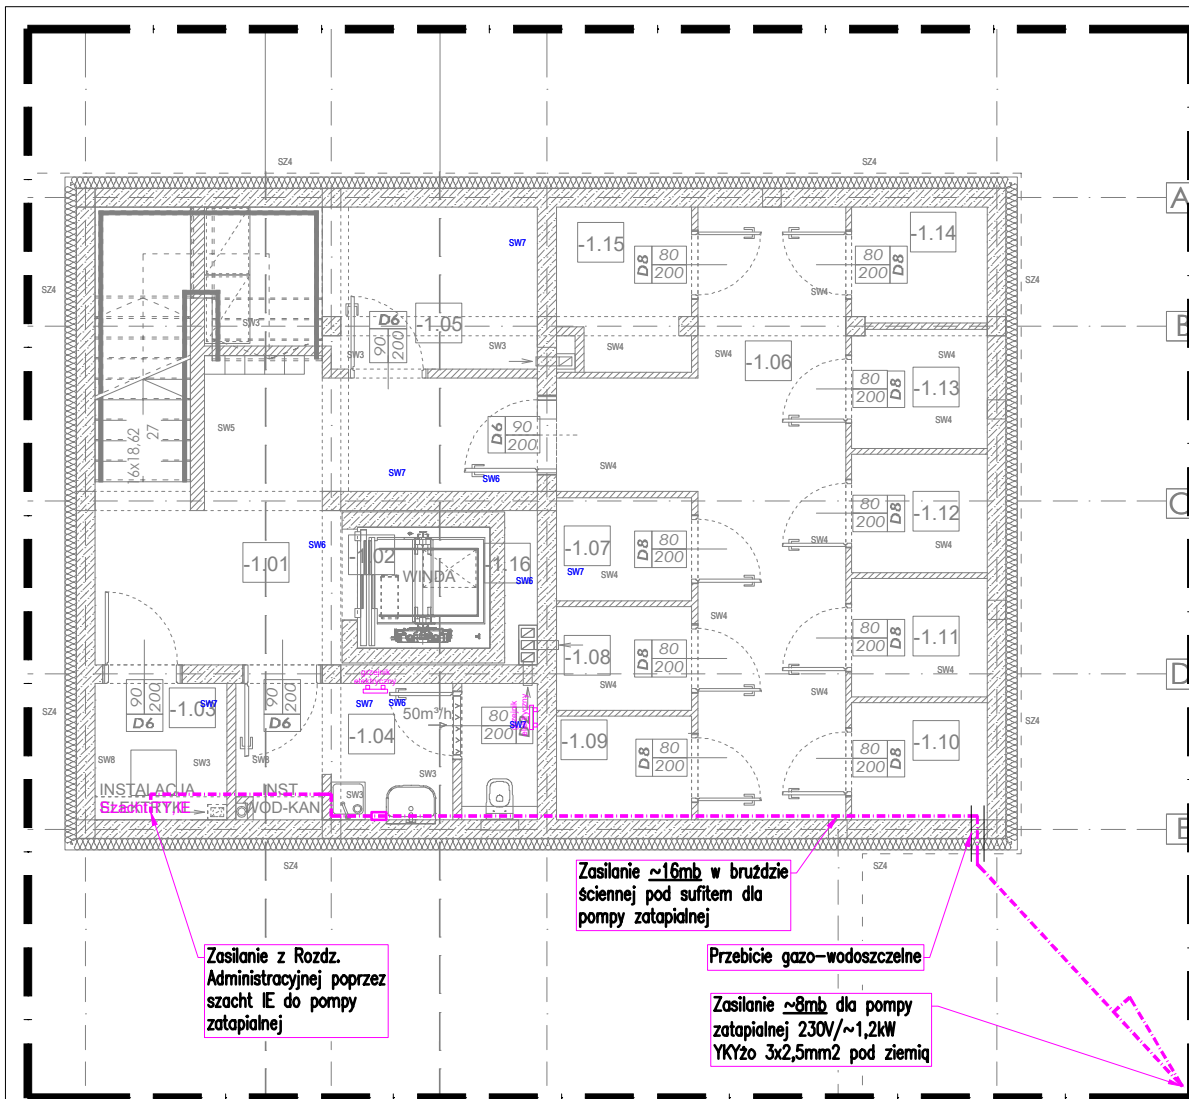 SZ4
SZ4
A
SW7
-1.15
80
200
D8
80
200
D8
-1.14
SZ4
SZ4
SW4
SW3
D6
90
200
-1.05
B
SW3
SW3
SW4
-1.06
SW4
SW4
80
200
D8
-1.13
SW4
SW5
6x18,62
27
D6
90
200
SW7
SW6
SW4
C
80
200
D8
-1.12
SW6
-1.01
-1.02
WINDA
-1.16
SW6
-1.07
SW7
SW4
D8
80
200
SW4
SW4
SW4
80
200
D8
-1.11
-1.08
D8
80
200
SW4
SW4
D
przepik
elektryczny
SZ4
90
200
D6
-1.03
SW7
90
200
D6
SW7
SW6
50m³/h
80
200
SW7
-1.04
-1.09
D8
80
200
80
200
D8
-1.10
SZ4
SW8
SW3
SW8
SW3
SW3
INSTALACJA
Szacht IE
INST
WOD-KAN
E
SZ4
SZ4
SZ4
Zasilanie ~16mb w bruździe
ściennej pod sufitem dla
pompy zatapialnej
Zasilanie z Rozdz.
Administracyjnej poprzez
szacht IE do pompy
zatapialnej
Przebicie gazo-wodoszczelne
Zasilanie ~8mb dla pompy
zatapialnej 230V/~1,2kW
YKYżo 3x2,5mm2 pod ziemią